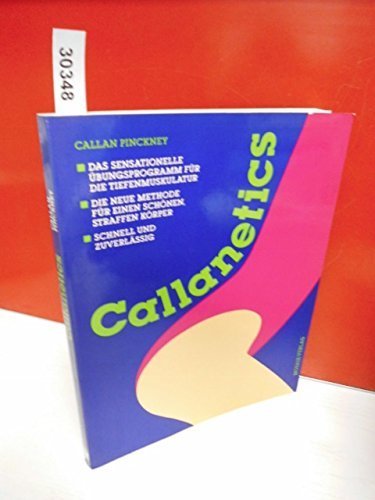 30348
CALLAN PINCKNEY
DAS SENSATIONELLE
ÜBUNGSPROGRAMM FÜR
DIE TIEFENMUSKULATUR
DIE NEUE METHODE
FÜR EINEN SCHÖNEN,
STRAFFEN KÖRPER
SCHNELL UND
ZUVERLÄSSIG
Callanetics